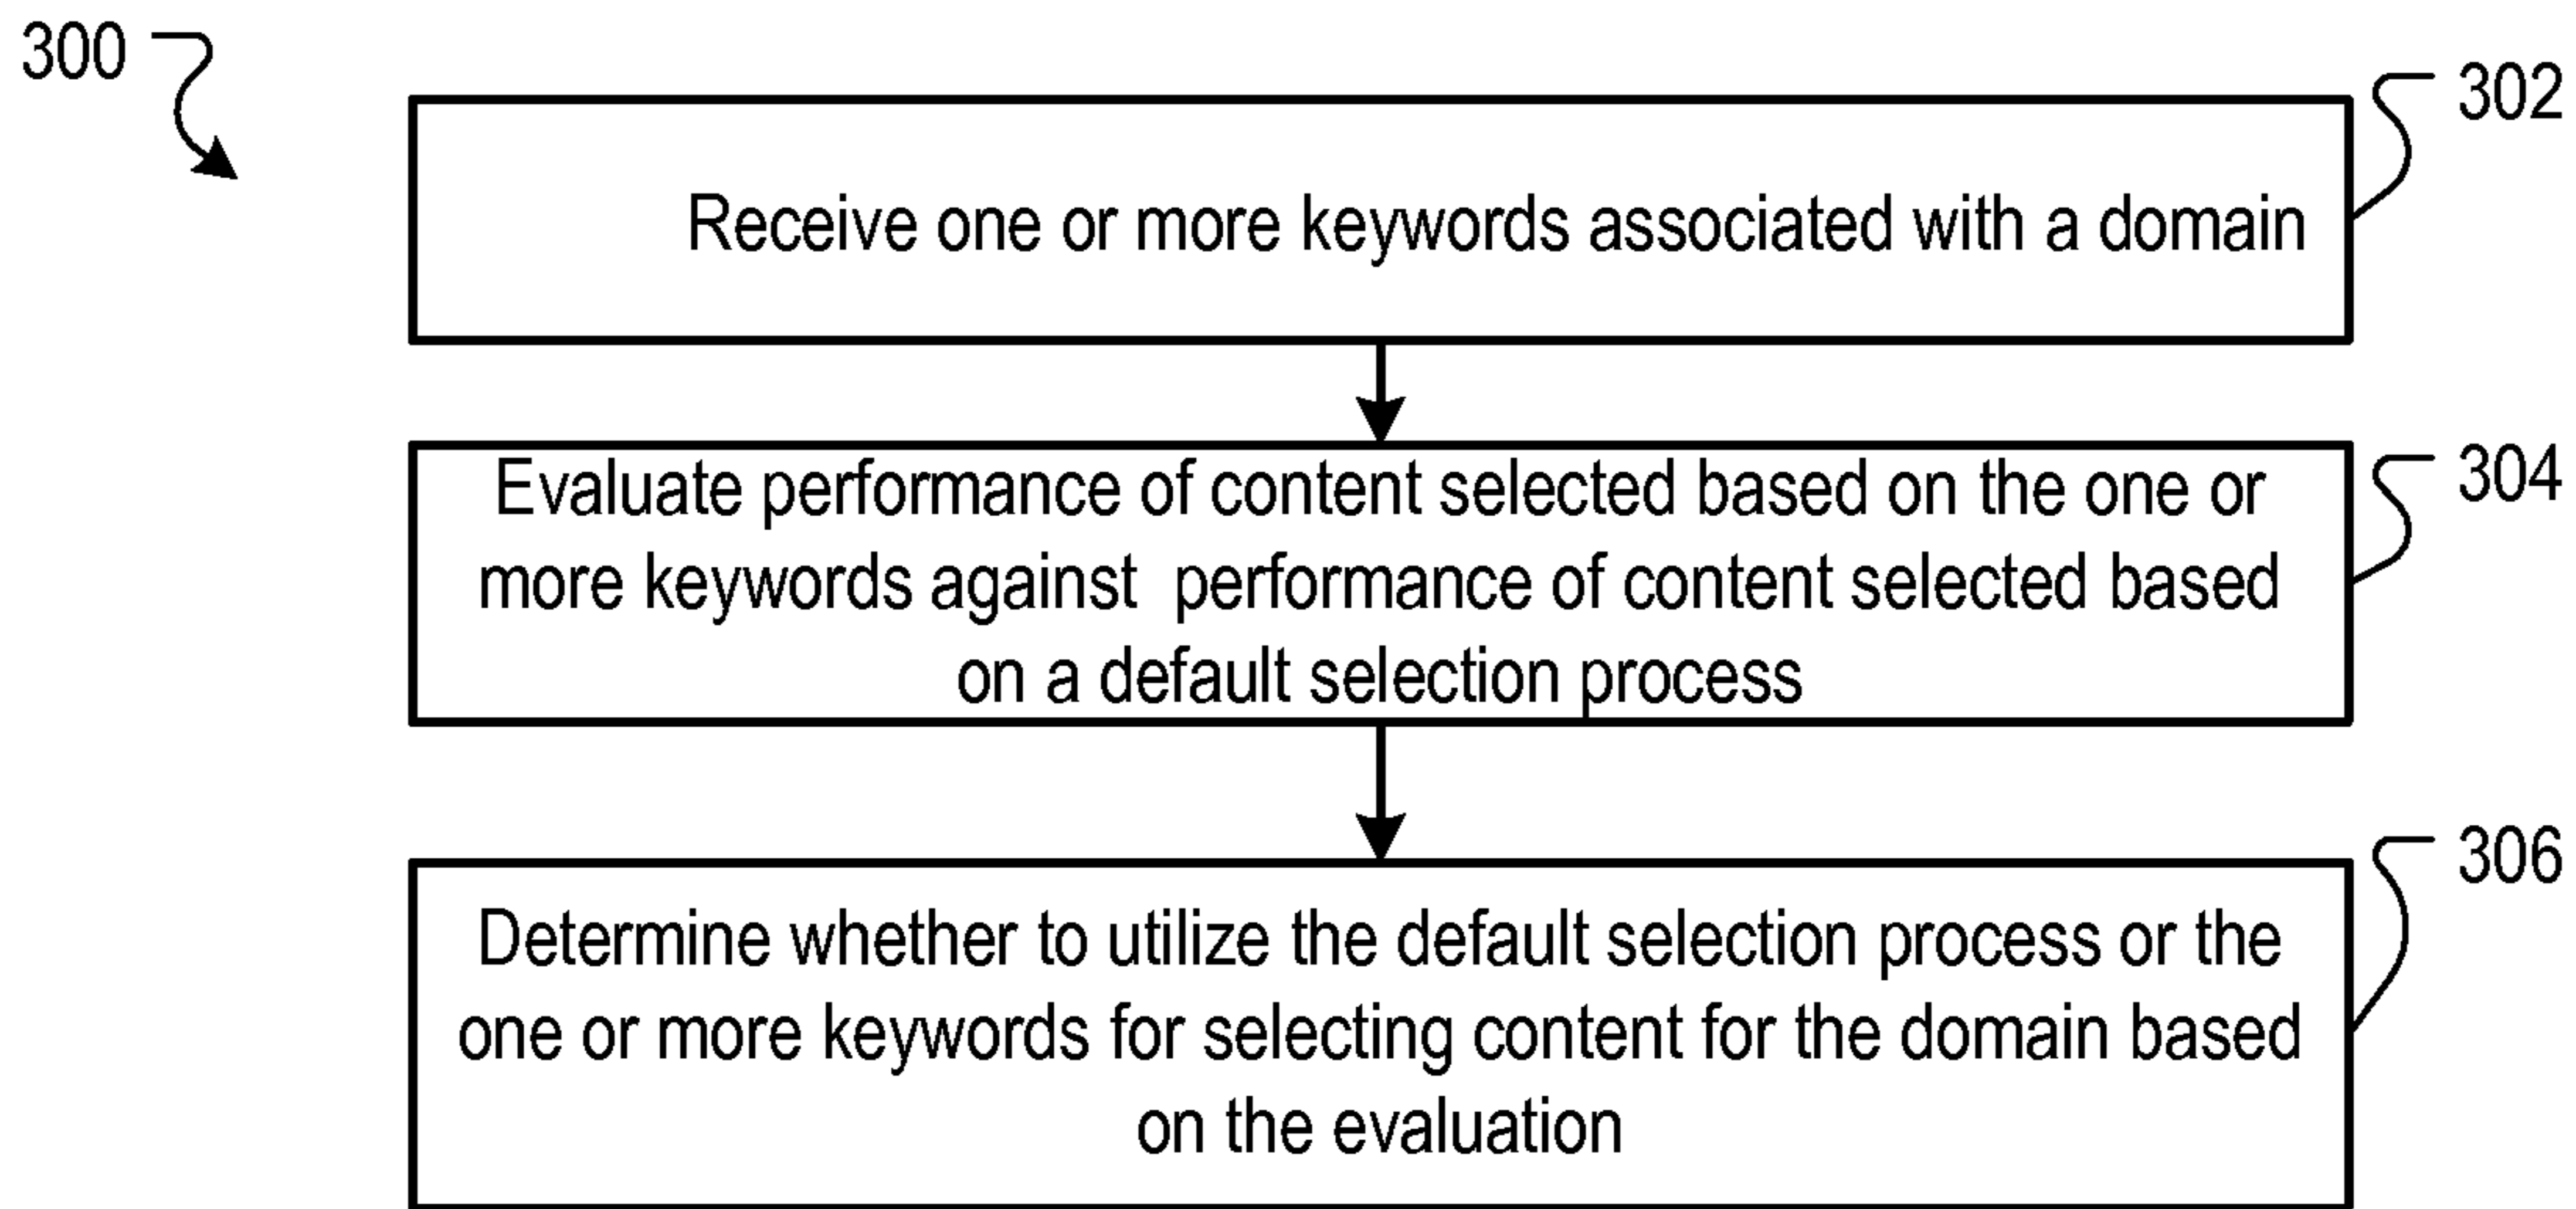 300
302
Receive one or more keywords associated with a domain
304
Evaluate performance of content selected based on the one or
more keywords against  performance of content selected based
on a default selection process
306
Determine whether to utilize the default selection process or the
one or more keywords for selecting content for the domain based
on the evaluation